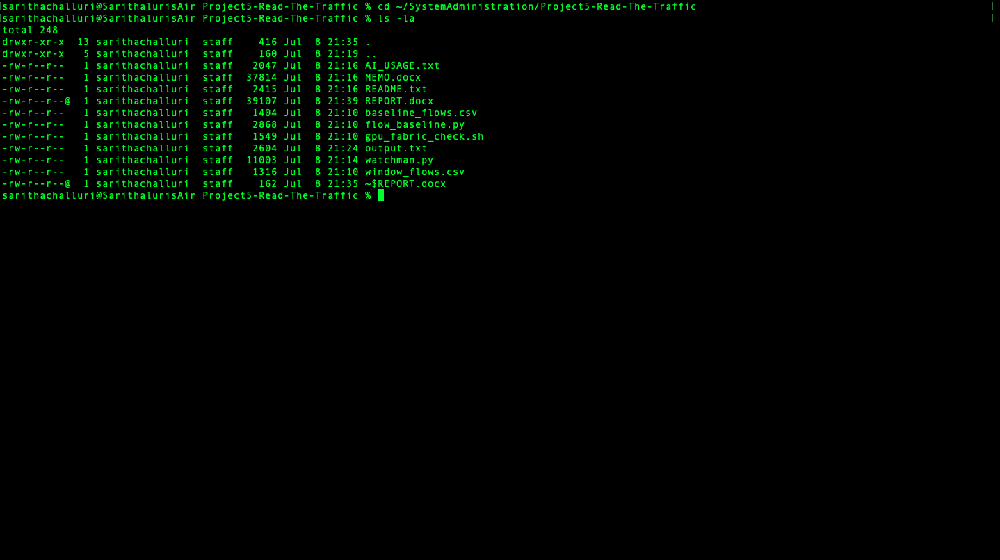 [sarithachalluri@SarithalurisAir Project5-Read-The-Traffic % cd ~/SystemAdministration/Project5-Read-The-Traffic ]
[sarithachalluri@SarithalurisAir Project5-Read-The-Traffic % ls -la ]
total 248
drwxr-xr-x  13 sarithachalluri  staff    416 Jul  8 21:35 .
drwxr-xr-x   5 sarithachalluri  staff    160 Jul  8 21:19 ..
-rw-r--r--   1 sarithachalluri  staff   2047 Jul  8 21:16 AI_USAGE.txt
-rw-r--r--   1 sarithachalluri  staff  37814 Jul  8 21:16 MEMO.docx
-rw-r--r--   1 sarithachalluri  staff   2415 Jul  8 21:16 README.txt
-rw-r--r--@  1 sarithachalluri  staff  39107 Jul  8 21:39 REPORT.docx
-rw-r--r--   1 sarithachalluri  staff   1404 Jul  8 21:10 baseline_flows.csv
-rw-r--r--   1 sarithachalluri  staff   2868 Jul  8 21:10 flow_baseline.py
-rw-r--r--   1 sarithachalluri  staff   1549 Jul  8 21:10 gpu_fabric_check.sh
-rw-r--r--   1 sarithachalluri  staff   2604 Jul  8 21:24 output.txt
-rw-r--r--   1 sarithachalluri  staff  11003 Jul  8 21:14 watchman.py
-rw-r--r--   1 sarithachalluri  staff   1316 Jul  8 21:10 window_flows.csv
-rw-r--r--@  1 sarithachalluri  staff    162 Jul  8 21:35 ~$REPORT.docx
sarithachalluri@SarithalurisAir Project5-Read-The-Traffic %